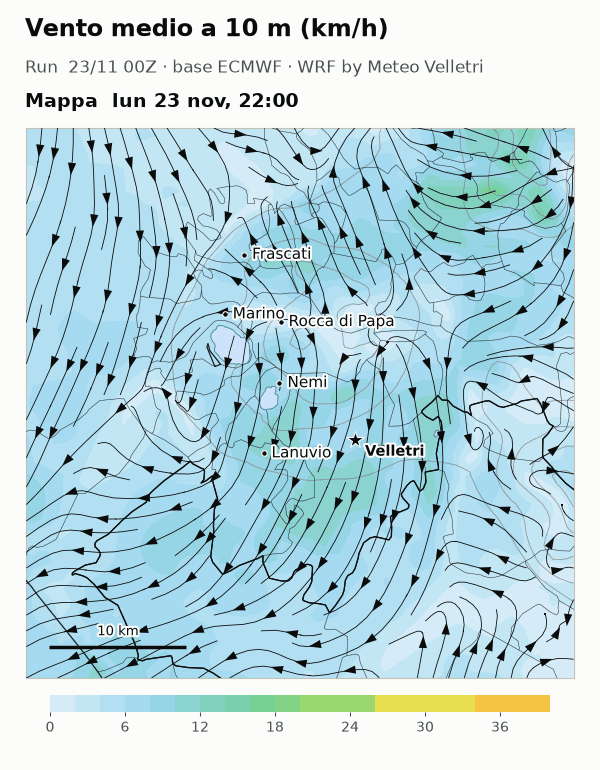 Vento medio a 10 m (km/h)
Run  23/11 00Z · base ECMWF · WRF by Meteo Velletri
Mappa  lun 23 nov, 22:00
Frascati
Marino
Rocca di Papa
Nemi
Velletri
Lanuvio
10 km
0 6 12 18 24 30 36